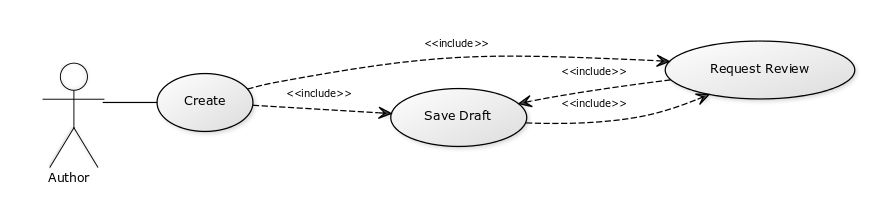 <<include>>
Request Review
<<include>>
<<include>>
Create
<<include>>
Save Draft
Author